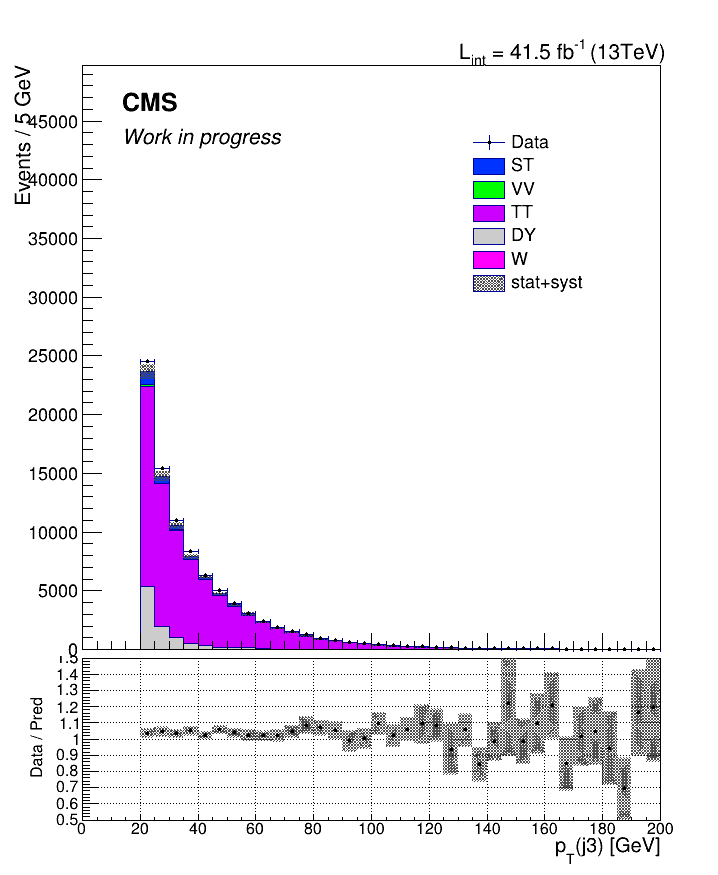 L_int = 41.5 fb^-1 (13TeV)
CMS
Work in progress
Events / 5 GeV
45000
40000
35000
30000
25000
20000
15000
10000
5000
0
Data
ST
VV
TT
DY
W
stat+syst
Data / Pred
1.5
1.4
1.3
1.2
1.1
1
0.9
0.8
0.7
0.6
0.5
0 20 40 60 80 100 120 140 160 180 200
p_T(j3) [GeV]